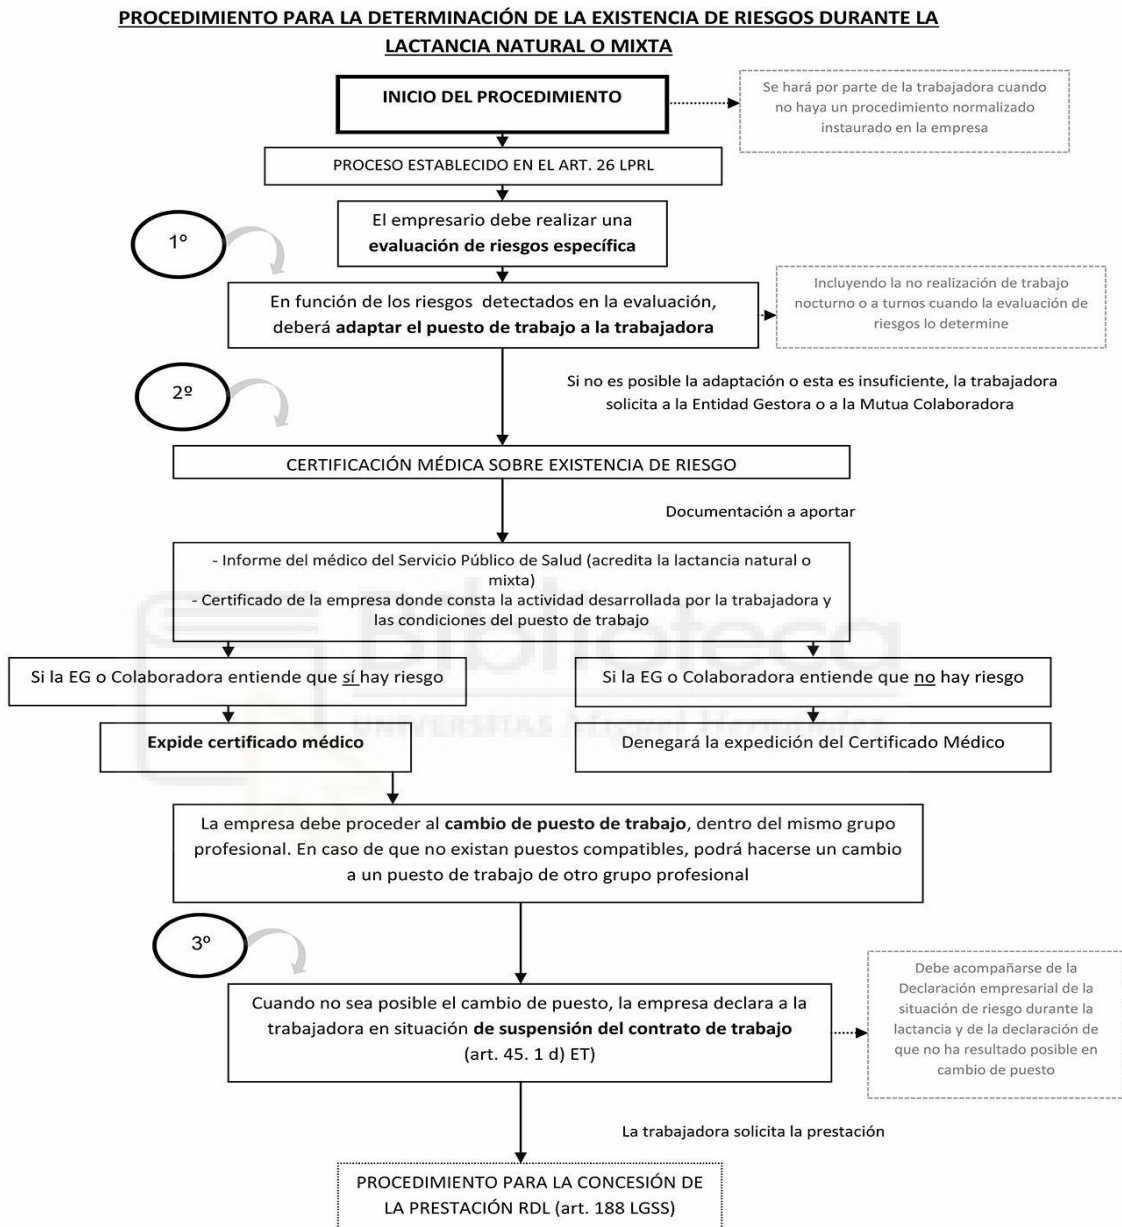 PROCEDIMIENTO PARA LA DETERMINACIÓN DE LA EXISTENCIA DE RIESGOS DURANTE LA
LACTANCIA NATURAL O MIXTA
INICIO DEL PROCEDIMIENTO
Se hará por parte de la trabajadora cuando
no haya un procedimiento normalizado
instaurado en la empresa
PROCESO ESTABLECIDO EN EL ART. 26 LPRL
1º
El empresario debe realizar una
evaluación de riesgos específica
En función de los riesgos detectados en la evaluación,
deberá adaptar el puesto de trabajo a la trabajadora
Incluyendo la no realización de trabajo
nocturno o a turnos cuando la evaluación de
riesgos lo determine
2º
Si no es posible la adaptación o esta es insuficiente, la trabajadora
solicita a la Entidad Gestora o a la Mutua Colaboradora
CERTIFICACIÓN MÉDICA SOBRE EXISTENCIA DE RIESGO
Documentación a aportar
- Informe del médico del Servicio Público de Salud (acredita la lactancia natural o
mixta)
- Certificado de la empresa donde consta la actividad desarrollada por la trabajadora y
las condiciones del puesto de trabajo
Biblioteca
UNIVERSITAS Miguel Hernández
Si la EG o Colaboradora entiende que sí hay riesgo
Si la EG o Colaboradora entiende que no hay riesgo
Expide certificado médico
Denegará la expedición del Certificado Médico
La empresa debe proceder al cambio de puesto de trabajo, dentro del mismo grupo
profesional. En caso de que no existan puestos compatibles, podrá hacerse un cambio
a un puesto de trabajo de otro grupo profesional
3º
Cuando no sea posible el cambio de puesto, la empresa declara a la
trabajadora en situación de suspensión del contrato de trabajo
(art. 45. 1 d) ET)
Debe acompañarse de la
Declaración empresarial de la
situación de riesgo durante la
lactancia y de la declaración de
que no ha resultado posible en
cambio de puesto
La trabajadora solicita la prestación
PROCEDIMIENTO PARA LA CONCESIÓN DE
LA PRESTACIÓN RDL (art. 188 LGSS)